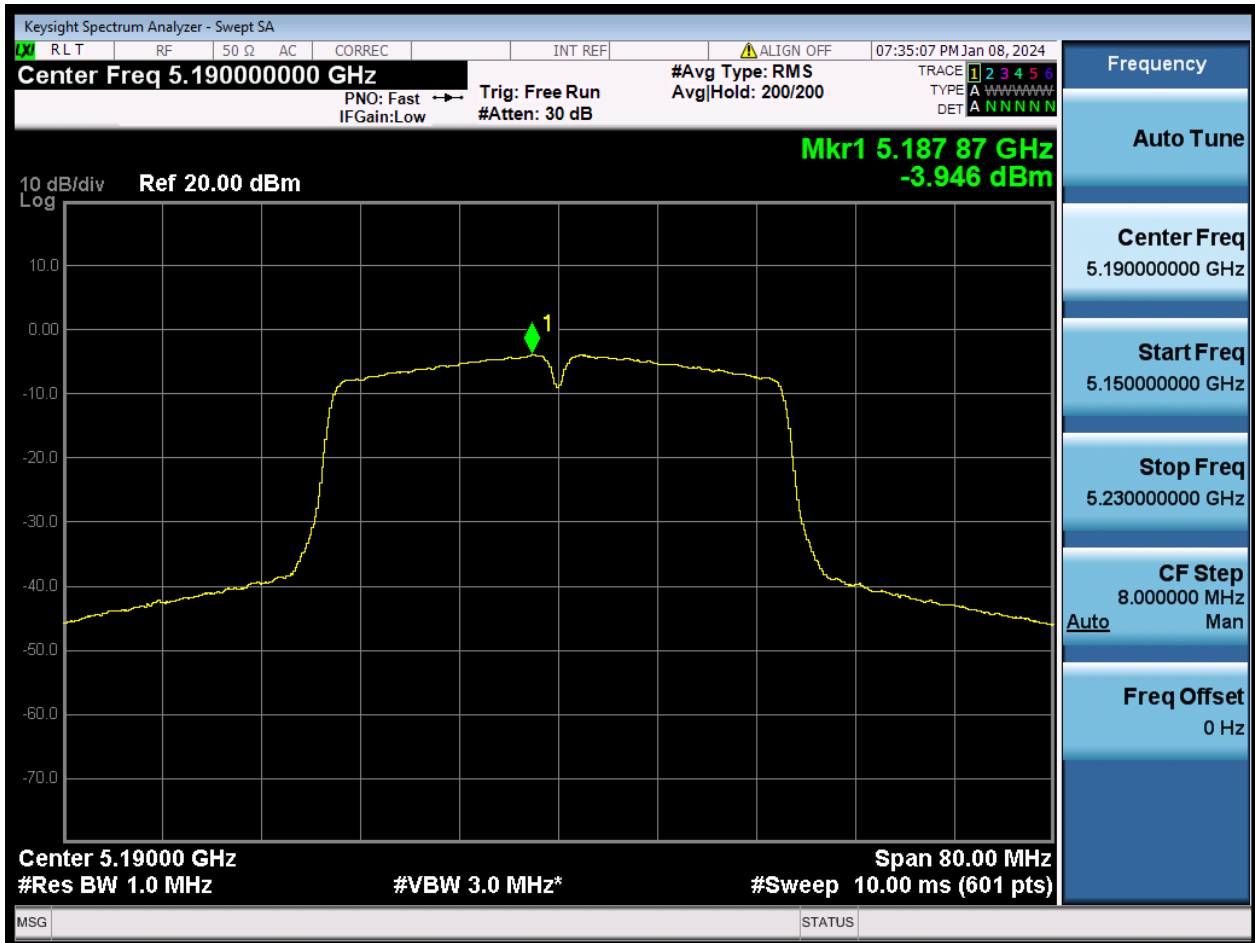 Keysight Spectrum Analyzer - Swept SA
LXI RLT RF 50 Ω AC CORREC INT REF ALIGN OFF 07:35:07 PM Jan 08, 2024
Center Freq 5.190000000 GHz
PNO: Fast
IFGain:Low
Trig: Free Run
#Atten: 30 dB
#Avg Type: RMS
Avg|Hold: 200/200
TRACE 1 2 3 4 5 6
TYPE A WWWWW
DET A N N N N N
Mkr1 5.187 87 GHz
-3.946 dBm
10 dB/div Ref 20.00 dBm
Log
10.0
0.00
-10.0
-20.0
-30.0
-40.0
-50.0
-60.0
-70.0
1
Center 5.19000 GHz Span 80.00 MHz
#Res BW 1.0 MHz #VBW 3.0 MHz* #Sweep 10.00 ms (601 pts)
MSG STATUS
Frequency
Auto Tune
Center Freq
5.190000000 GHz
Start Freq
5.150000000 GHz
Stop Freq
5.230000000 GHz
CF Step
8.000000 MHz
Auto Man
Freq Offset
0 Hz